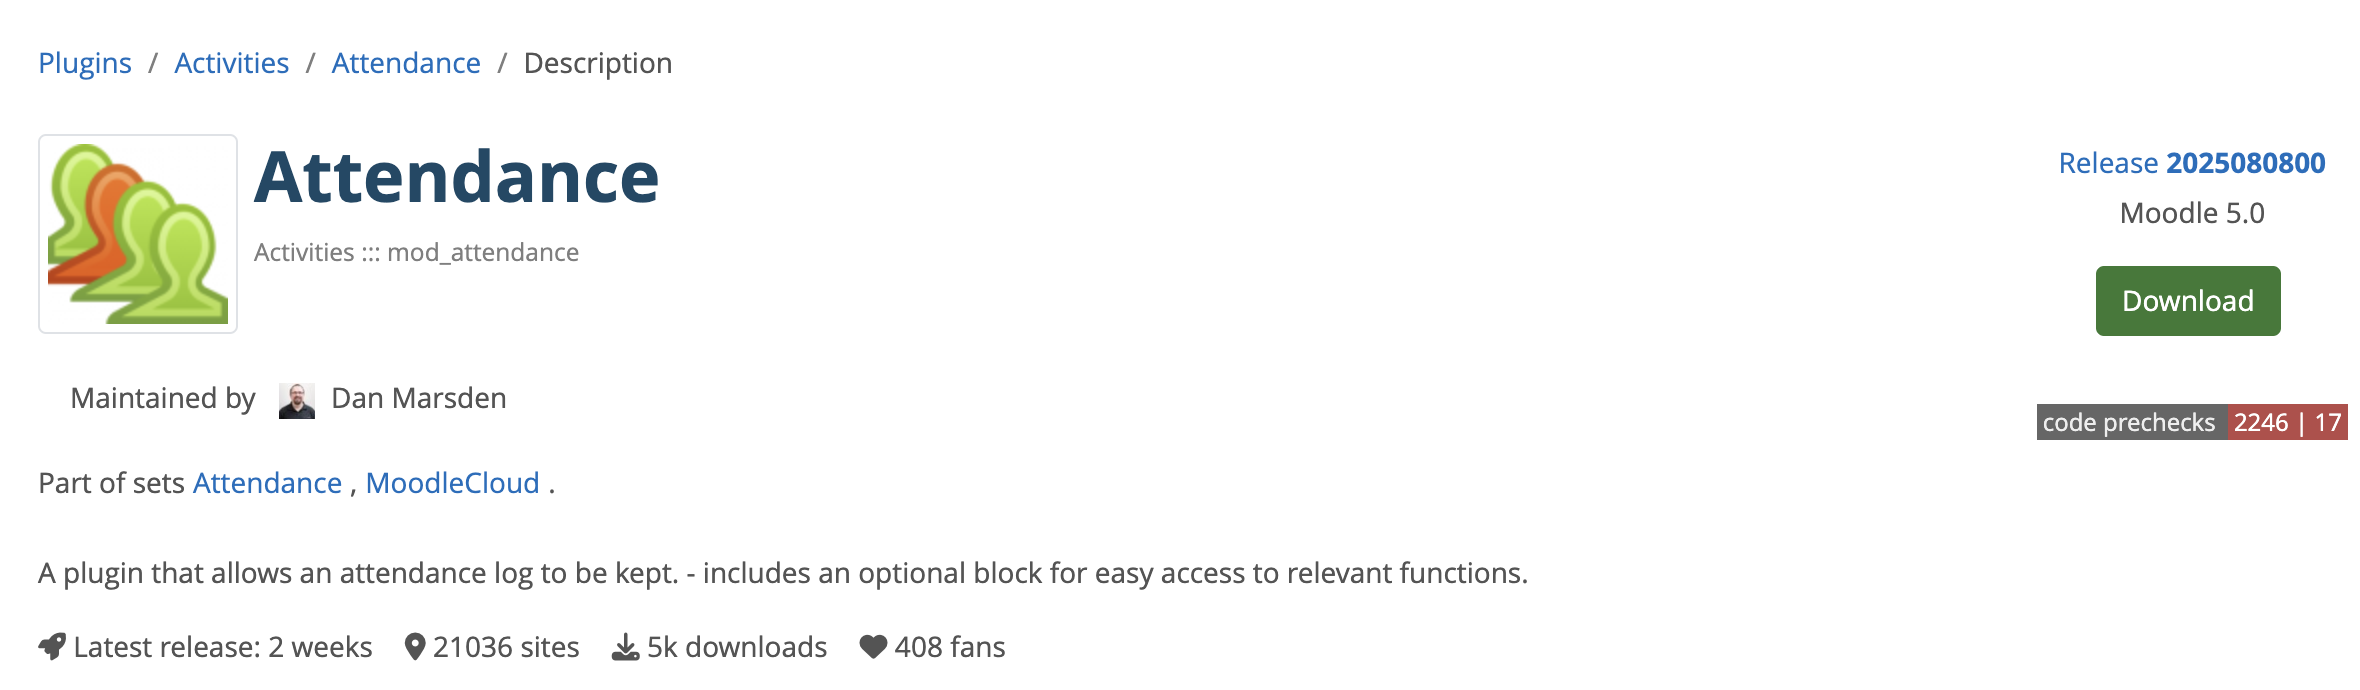 Plugins / Activities / Attendance / Description
Attendance
Activities ::: mod_attendance
Release 2025080800
Moodle 5.0
Download
Maintained by Dan Marsden
code prechecks 2246 | 17
Part of sets Attendance , MoodleCloud .
A plugin that allows an attendance log to be kept. - includes an optional block for easy access to relevant functions.
Latest release: 2 weeks 21036 sites 5k downloads 408 fans